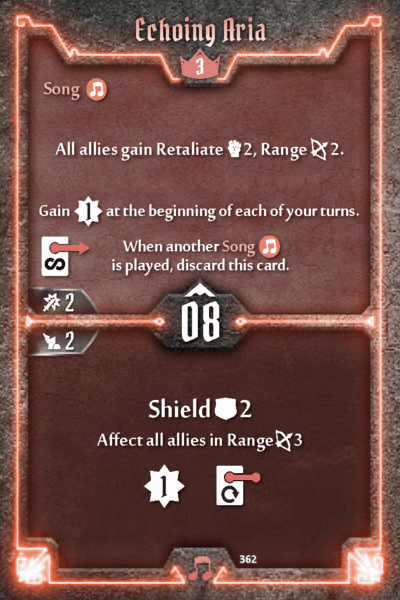 Echoing Aria
3
Song
All allies gain Retaliate 2, Range 2.
Gain 1 at the beginning of each of your turns.
When another Song
is played, discard this card.
2
08
2
Shield 2
Affect all allies in Range 3
1
362